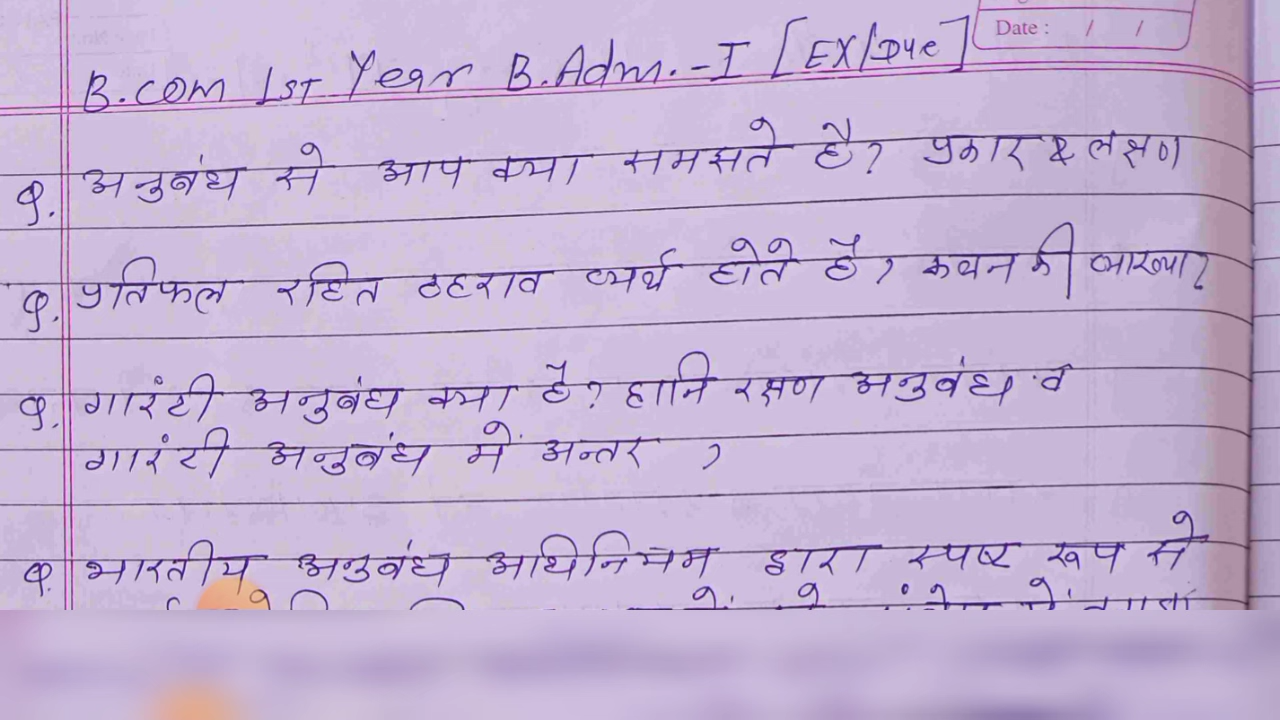 Date : / /
B.com 1st Year B.Adm.-I [EX/Due]
Q. अनुबंध से आप क्या समझते है? प्रकार & लक्षण
Q. प्रतिफल रहित ठहराव व्यर्थ होते है, कथन की व्याख्या?
Q. गारंटी अनुबंध क्या है? हानि रक्षण अनुबंध व
गारंटी अनुबंध में अन्तर ?
Q. भारतीय अनुबंध अधिनियम द्वारा स्पष्ट रूप से